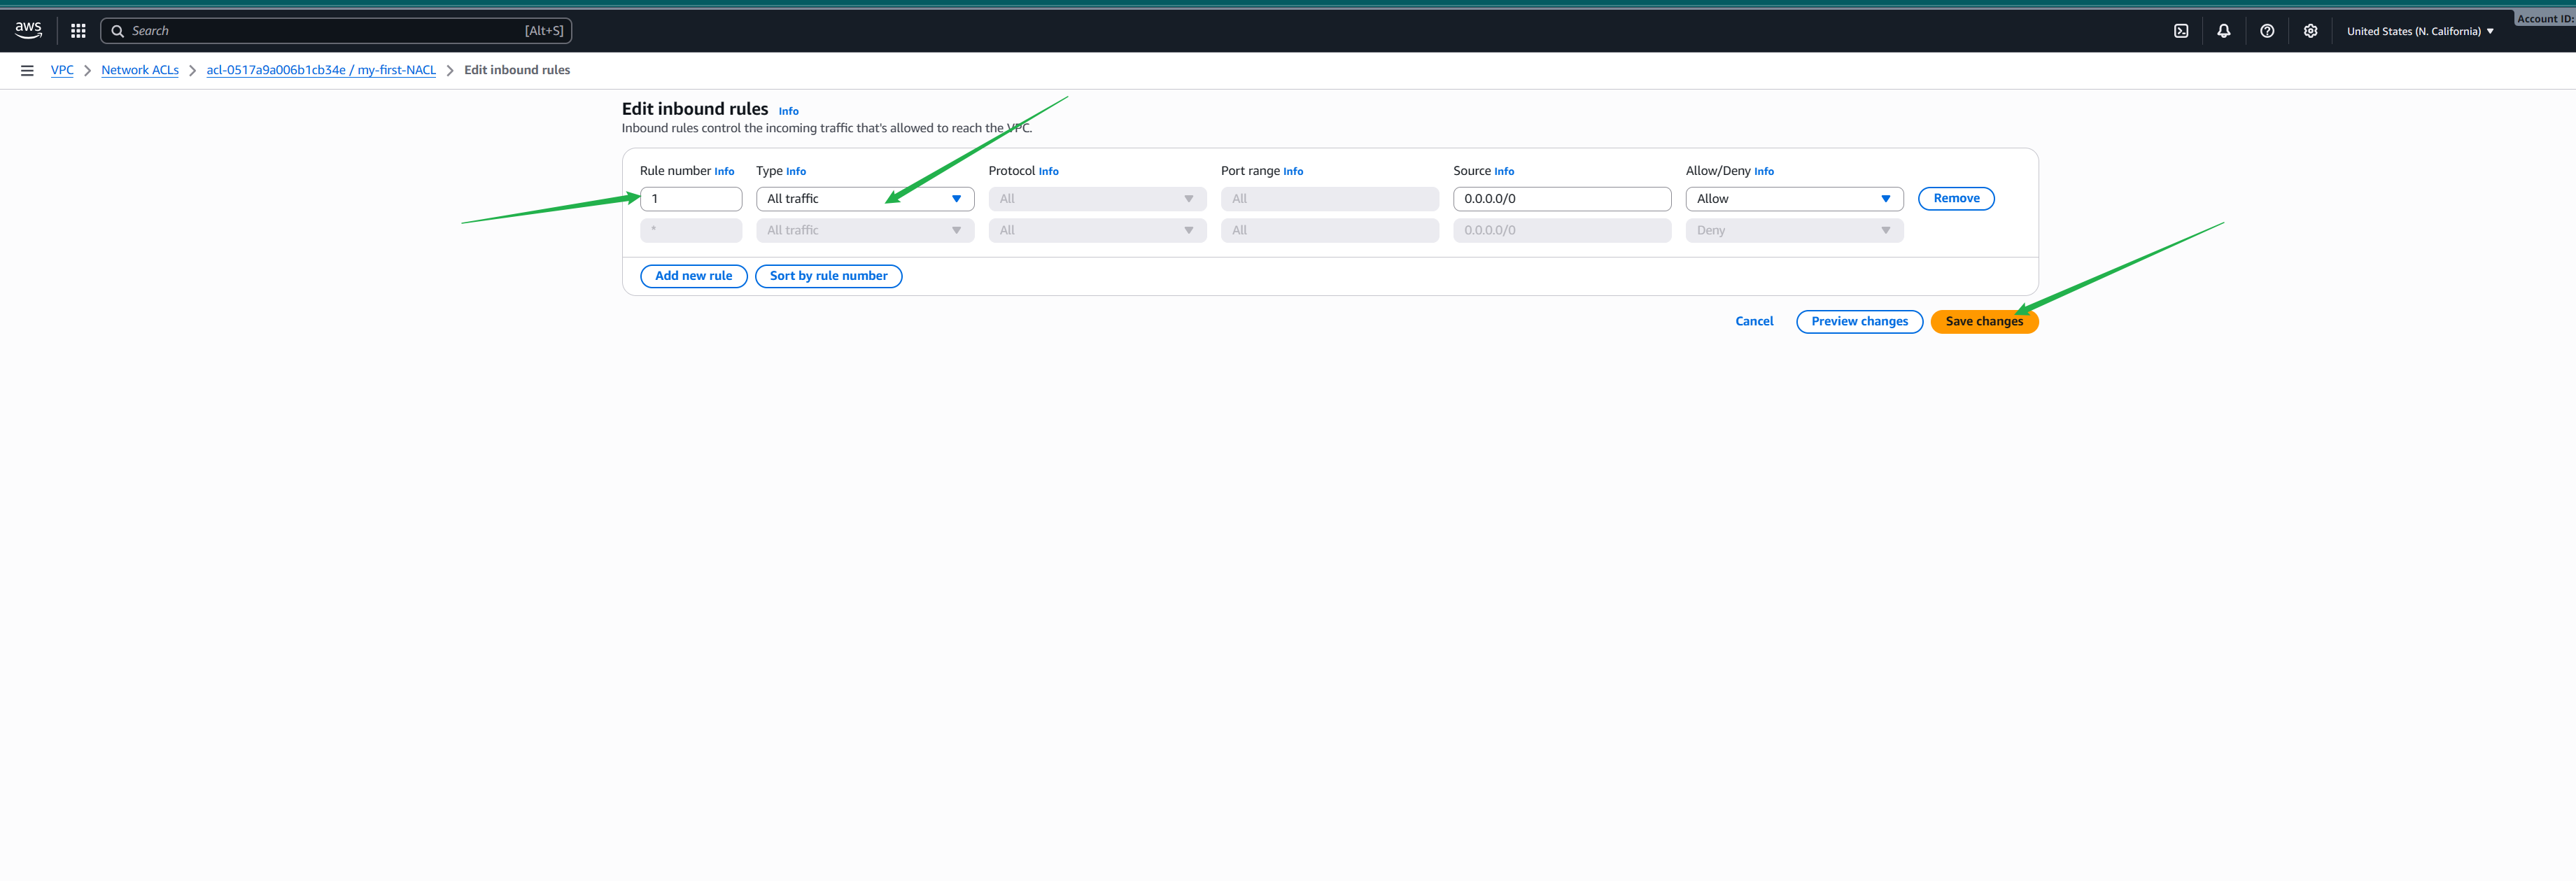 Account ID:
aws Search [Alt+S] United States (N. California)
VPC Network ACLs acl-0517a9a006b1cb34e / my-first-NACL Edit inbound rules
Edit inbound rules Info
Inbound rules control the incoming traffic that's allowed to reach the VPC.
Rule number Info Type Info Protocol Info Port range Info Source Info Allow/Deny Info
1 All traffic All All 0.0.0.0/0 Allow Remove
* All traffic All All 0.0.0.0/0 Deny
Add new rule Sort by rule number
Cancel Preview changes Save changes